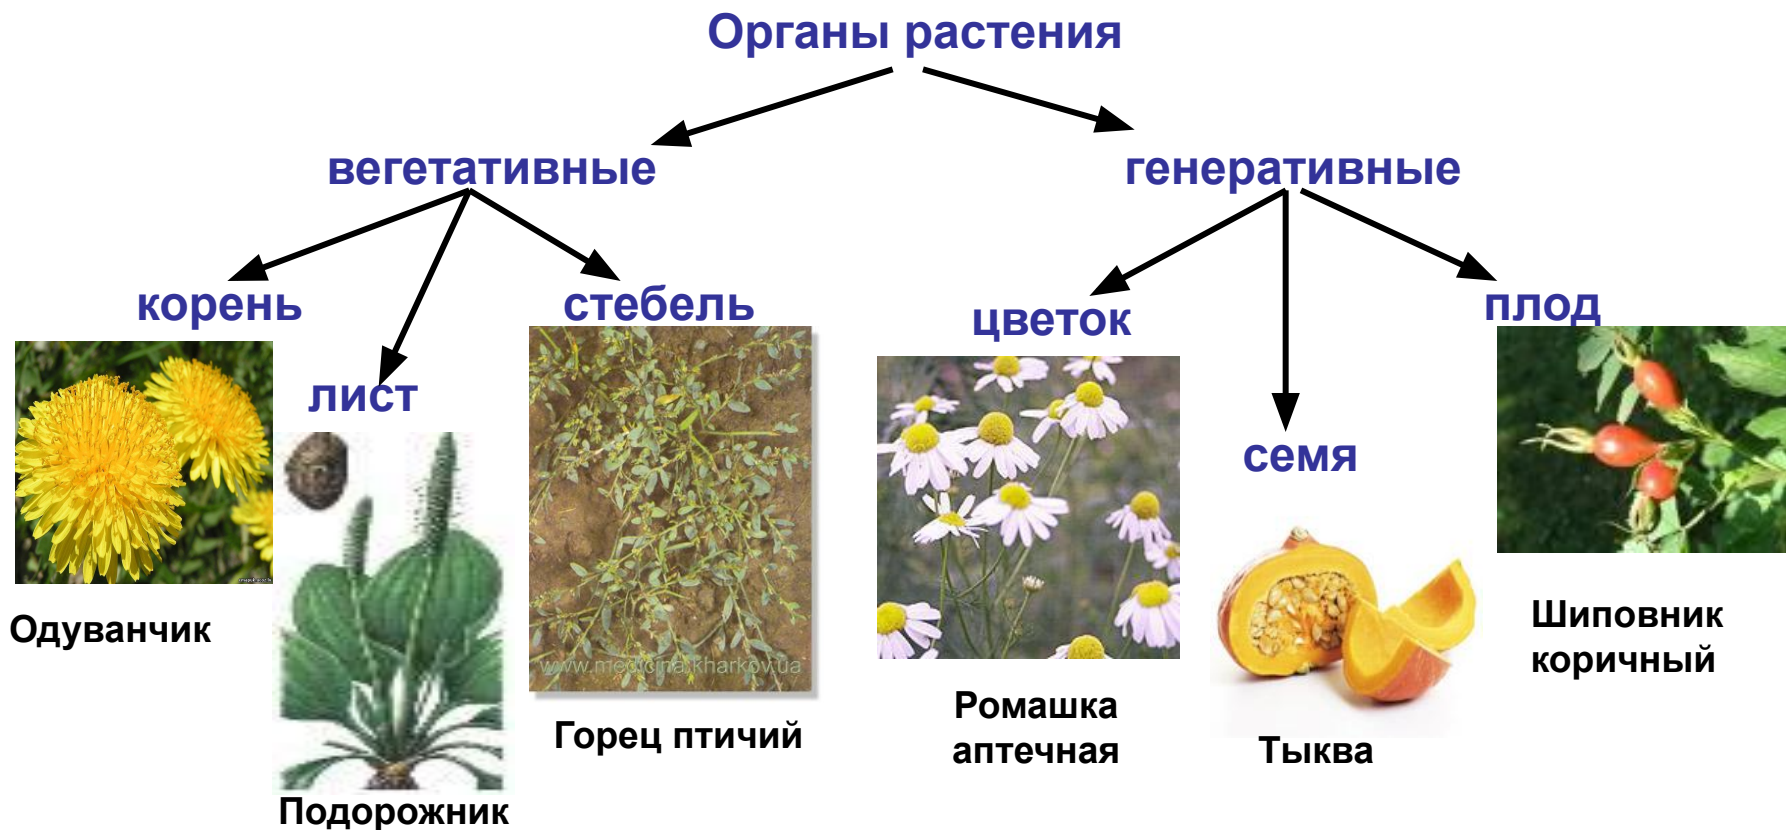 Органы растения
вегетативные
генеративные
корень
лист
стебель
цветок
семя
плод
Одуванчик
Подорожник
www.medicina.kharkov.ua
Горец птичий
Ромашка
аптечная
Тыква
Шиповник
коричный